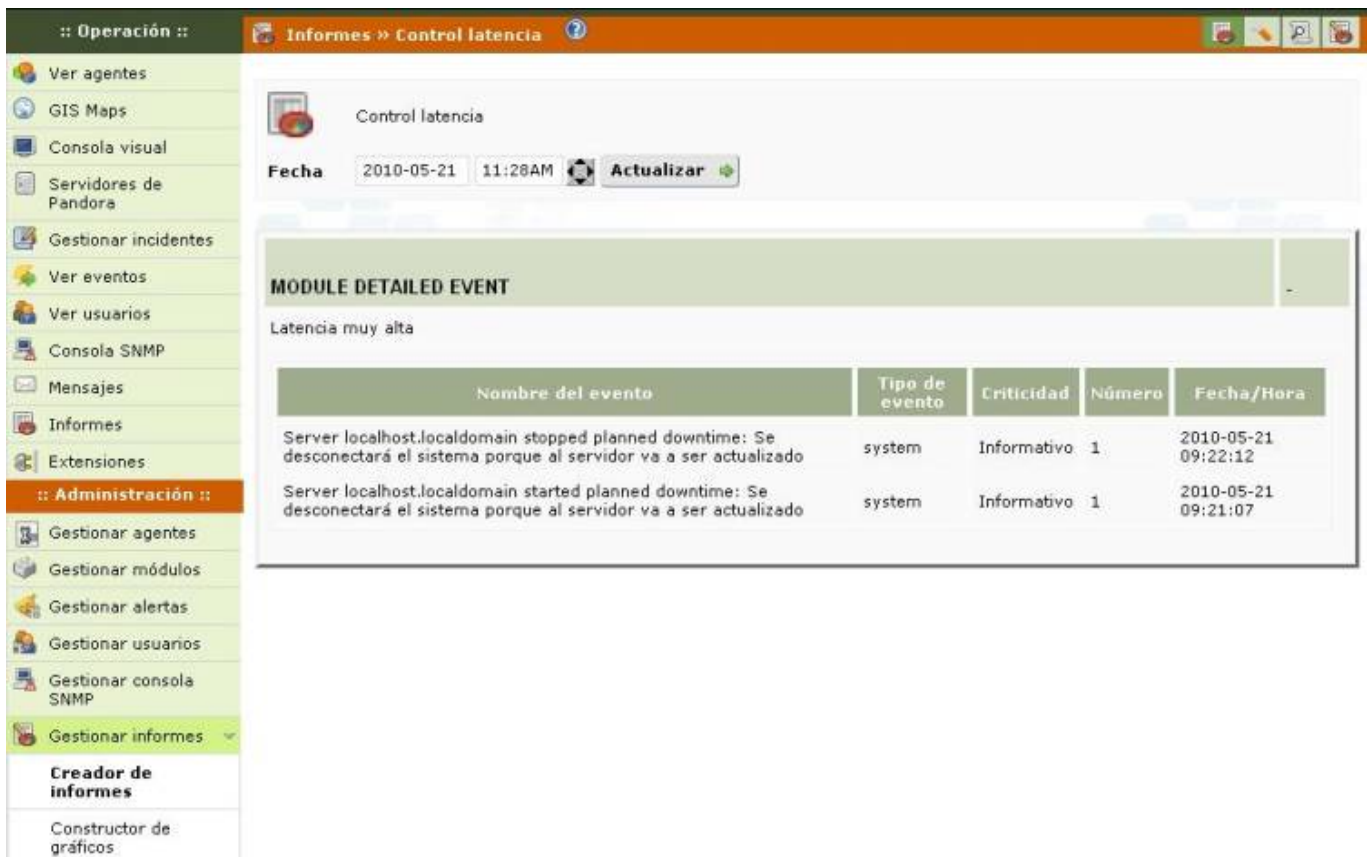 :: Operación ::
Ver agentes
GIS Maps
Consola visual
Servidores de
Pandora
Gestionar incidentes
Ver eventos
Ver usuarios
Consola SNMP
Mensajes
Informes
Extensiones
:: Administración ::
Gestionar agentes
Gestionar módulos
Gestionar alertas
Gestionar usuarios
Gestionar consola
SNMP
Gestionar informes
Creador de
informes
Constructor de
gráficos
Informes » Control latencia ?
Control latencia
Fecha 2010-05-21 11:28AM Actualizar
MODULE DETAILED EVENT -
Latencia muy alta
Nombre del evento
Tipo de
evento
Criticidad
Número
Fecha/Hora
Server localhost.localdomain stopped planned downtime: Se
desconectará el sistema porque al servidor va a ser actualizado
system
Informativo
1
2010-05-21
09:22:12
Server localhost.localdomain started planned downtime: Se
desconectará el sistema porque al servidor va a ser actualizado
system
Informativo
1
2010-05-21
09:21:07